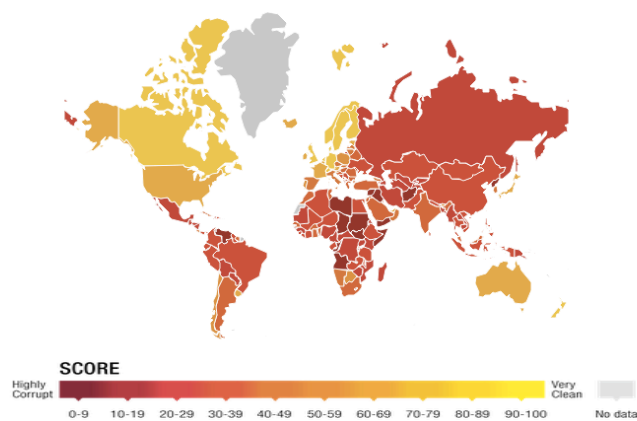 SCORE
Highly
Corrupt
Very
Clean
0-9 10-19 20-29 30-39 40-49 50-59 60-69 70-79 80-89 90-100 No data